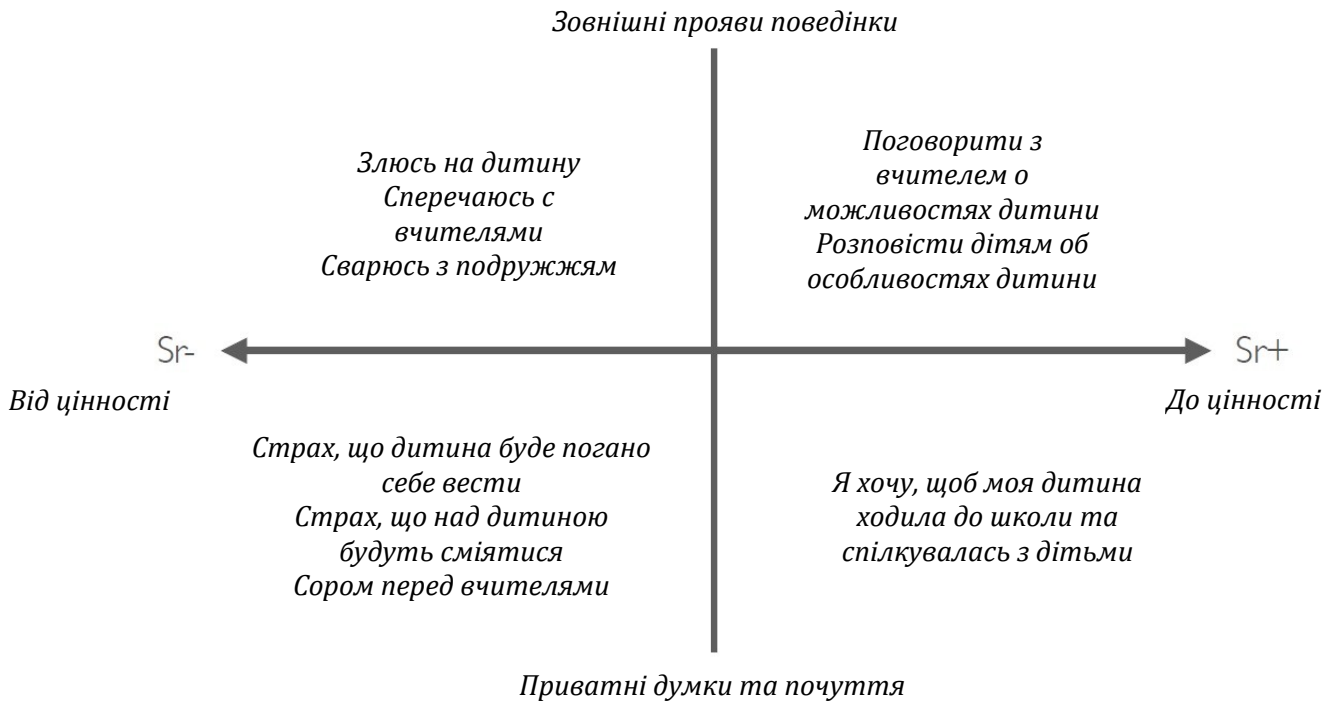 Зовнішні прояви поведінки
Злюсь на дитину
Сперечаюсь с
вчителями
Сварюсь з подружжям
Поговорити з
вчителем о
можливостях дитини
Розповісти дітям об
особливостях дитини
Sr-
Sr+
Від цінності
До цінності
Страх, що дитина буде погано
себе вести
Страх, що над дитиною
будуть сміятися
Сором перед вчителями
Я хочу, щоб моя дитина
ходила до школи та
спілкувалась з дітьми
Приватні думки та почуття